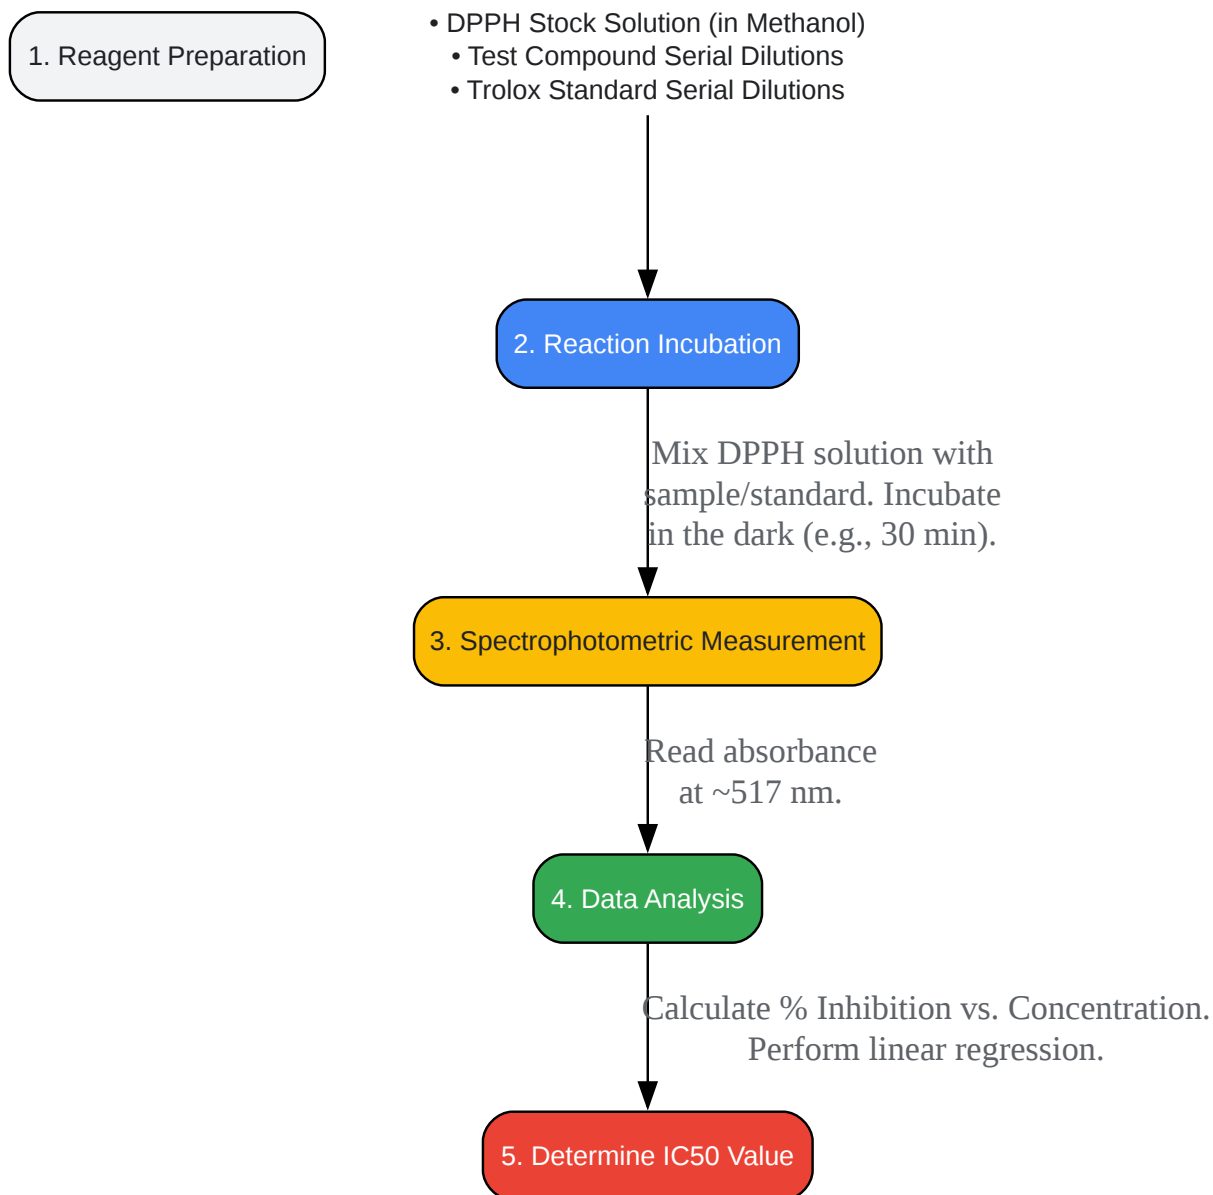 1. Reagent Preparation
• DPPH Stock Solution (in Methanol)
• Test Compound Serial Dilutions
• Trolox Standard Serial Dilutions
2. Reaction Incubation
Mix DPPH solution with
sample/standard. Incubate
in the dark (e.g., 30 min).
3. Spectrophotometric Measurement
Read absorbance
at ~517 nm.
4. Data Analysis
Calculate % Inhibition vs. Concentration.
Perform linear regression.
5. Determine IC50 Value